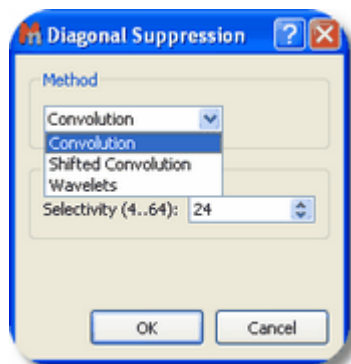 Diagonal Suppression
Method
Convolution
Convolution
Shifted Convolution
Wavelets
Selectivity (4..64): 24
OK Cancel